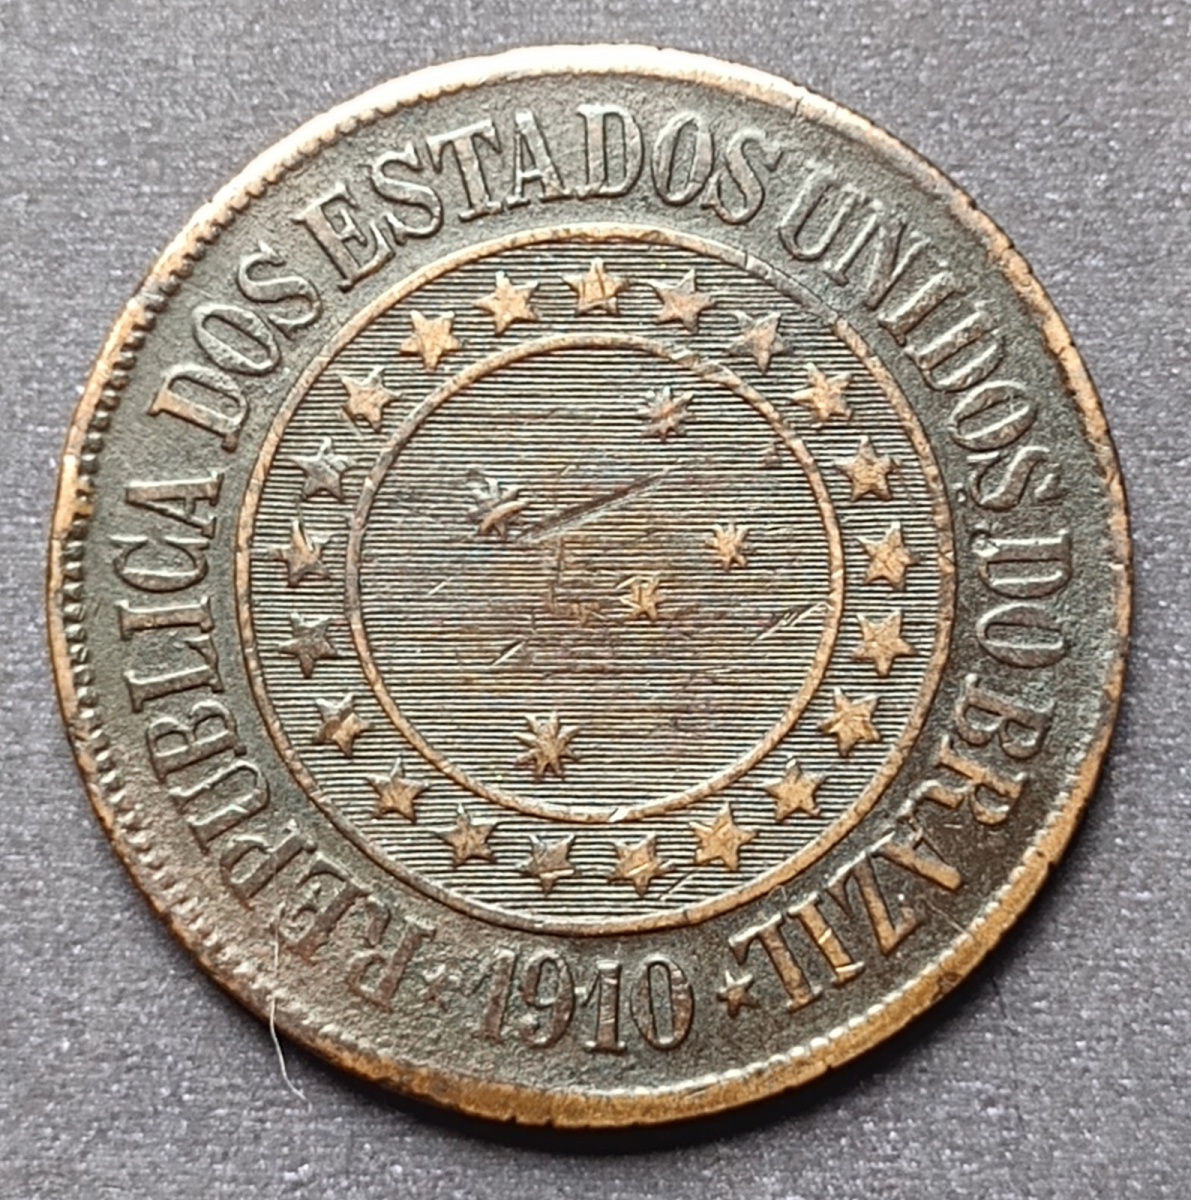 REPUBLICA DOS ESTADOS UNIDOS DO BRAZIL
1910